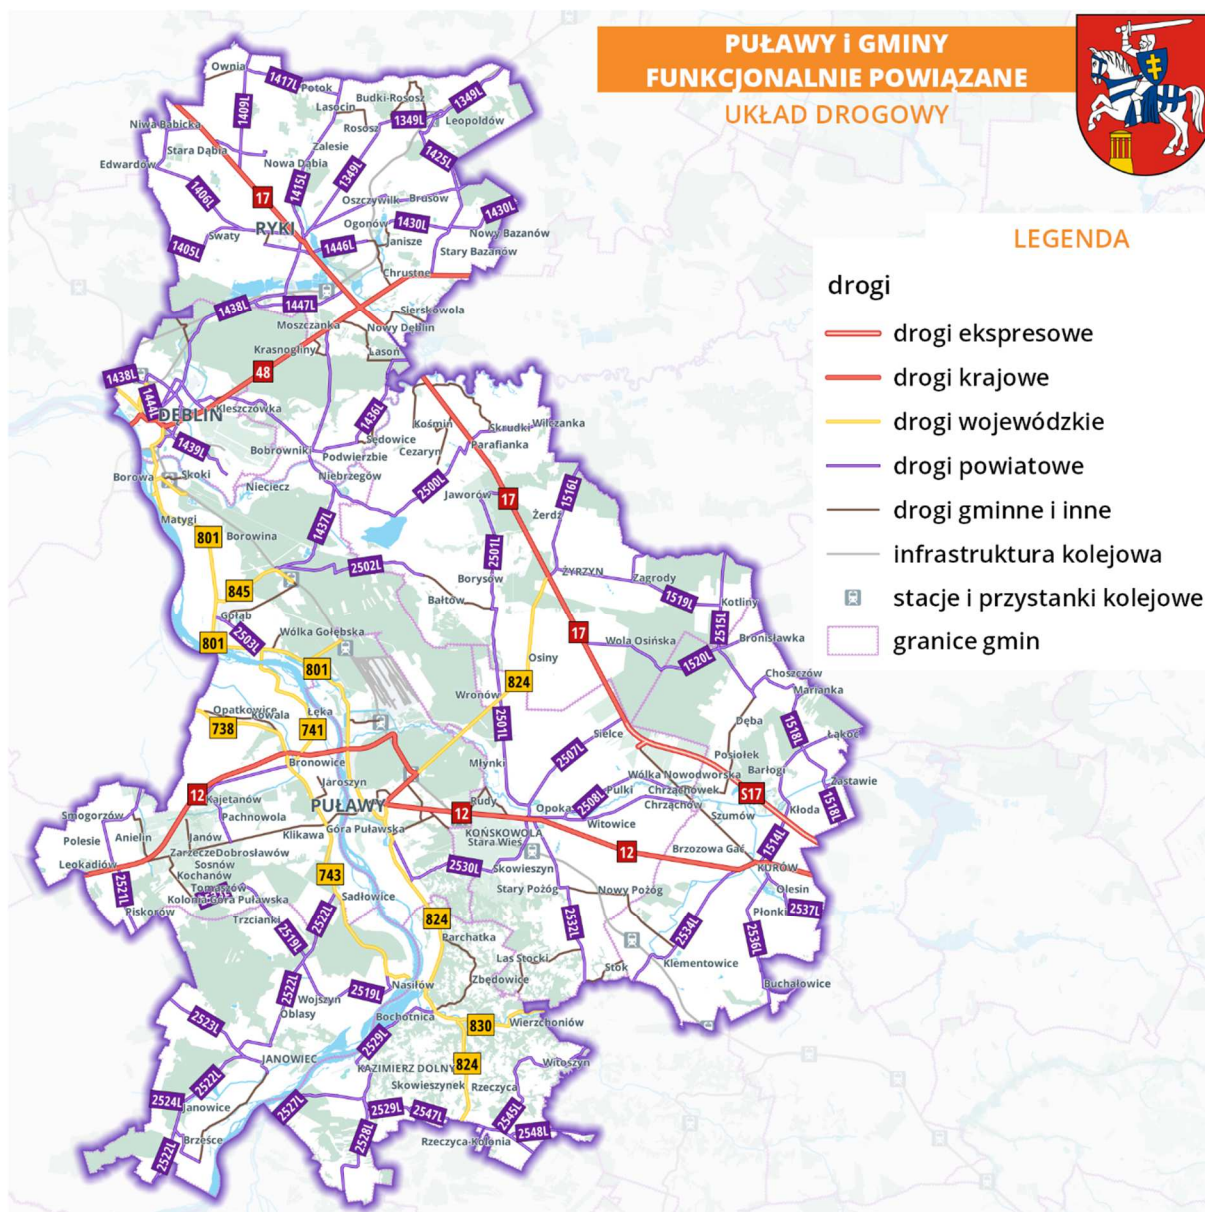 PUŁAWY i GMINY
FUNKCJONALNIE POWIĄZANE
UKŁAD DROGOWY
LEGENDA
drogi
drogi ekspresowe
drogi krajowe
drogi wojewódzkie
drogi powiatowe
drogi gminne i inne
infrastruktura kolejowa
stacje i przystanki kolejowe
granice gmin
Ownia
1417L
Potok
Budki-Rososz
1349L
1409L
Lasocin
Niwa Babicka
Rososz
1349L
Leopoldów
Stara Dąbia
Zalesie
1425L
Edwardów
Nowa Dąbia
1349L
1406L
17
1415L
Oszczywilk
Brusów
1430L
RYKI
Ogonów
1430L
Swaty
1446L
Janisze
Nowy Bazanów
1405L
Stary Bazanów
Chrustne
1438L
1447L
Sierskowola
Moszczanka
Nowy Dęblin
Krasnogliny
Lasoń
1438L
48
1444L
DĘBLIN
Kleszczówka
1436L
Kośmin
Skrudki
Wilczanka
1439L
Bobrowniki
Sędowice
Parafianka
Podwierzbie
Cezaryn
Borowa
Skoki
Niebrzegów
2500L
Nieciecz
Jaworów
17
1516L
Matygi
Żerdź
801
Borowina
1437L
2501L
2502L
Borysów
ŻYRZYN
Zagrody
845
Bałtów
1519L
Kotliny
Gołąb
2503L
Wólka Gołębska
17
Wola Osińska
2515L
Bronisławka
801
801
Osiny
1520L
824
Choszczów
Wronów
Marianka
Opatkowice
Kowala
Łęka
738
741
2501L
Sielce
Dęba
1518L
Łąkoć
2507L
Bronowice
Młynki
Posiołek
Barłogi
Jaroszyn
Wólka Nowodworska
Zastawie
12
Kajetanów
PUŁAWY
Rudy
Pulki
Chrząchówek
S17
Smogorzów
Pachnowola
12
Opoka
2508L
Chrząchów
Kłoda
1518L
Anielin
Janów
Klikawa
Góra Puławska
KOŃSKOWOLA
Witowice
Szumów
Polesie
Stara Wieś
1514L
Zarzecze
Dobrosławów
12
Brzozowa Gać
Leokadiów
Sosnów
2530L
Skowieszyn
KURÓW
Kochanów
743
2521L
Tomaszów
Stary Pożóg
Nowy Pożóg
Olesin
Kolonia Góra Puławska
Sadłowice
Piskorów
Trzcianki
2522L
824
2532L
Płonki
2537L
2519L
Parchatka
2534L
2536L
Las Stocki
Stok
Klementowice
2522L
Nasiłów
Zbędowice
Buchałowice
Wojszyn
2519L
Oblasy
Bochotnica
2523L
830
Wierzchoniów
2529L
JANOWIEC
KAZIMIERZ DOLNY
824
Witoszyn
2522L
Skowieszynek
Rzeczyca
2524L
Janowice
2527L
2529L
2547L
2545L
Brześce
2528L
2548L
2522L
Rzeczyca-Kolonia